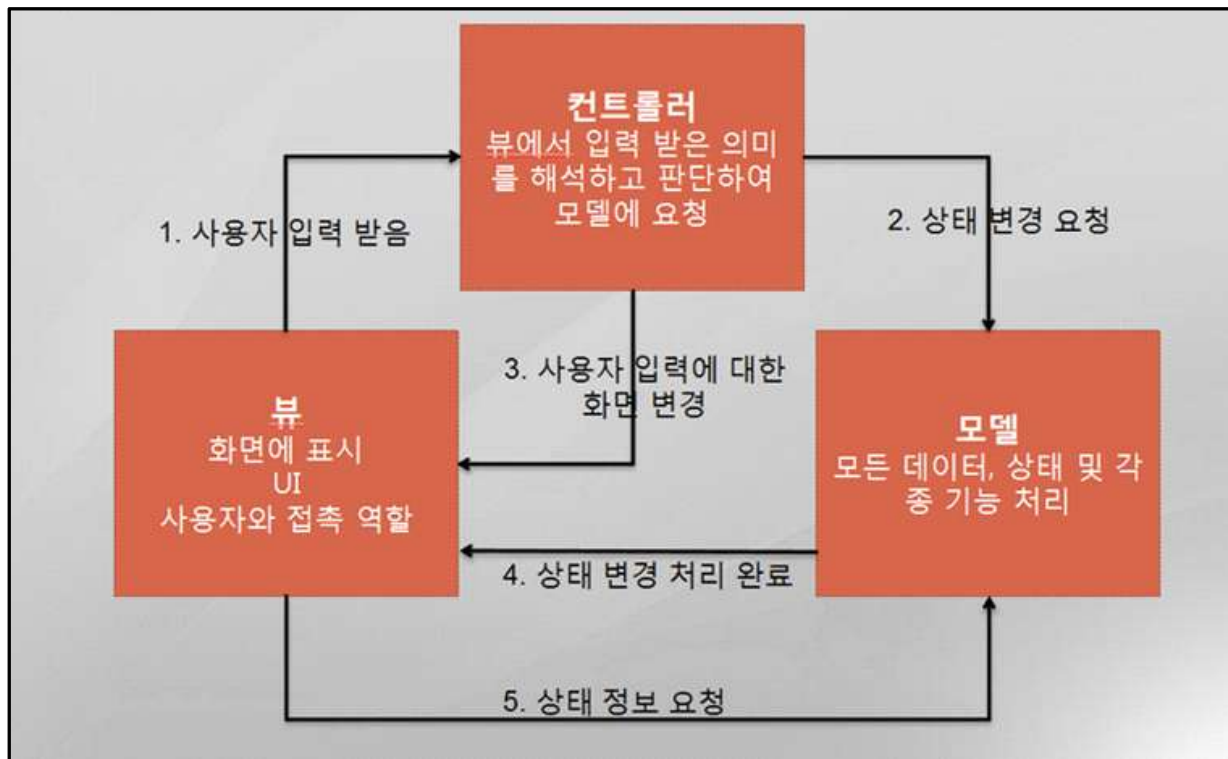 컨트롤러
뷰에서 입력 받은 의미
를 해석하고 판단하여
모델에 요청
1. 사용자 입력 받음
2. 상태 변경 요청
3. 사용자 입력에 대한
화면 변경
뷰
화면에 표시
UI
사용자와 접촉 역할
모델
모든 데이터, 상태 및 각
종 기능 처리
4. 상태 변경 처리 완료
5. 상태 정보 요청